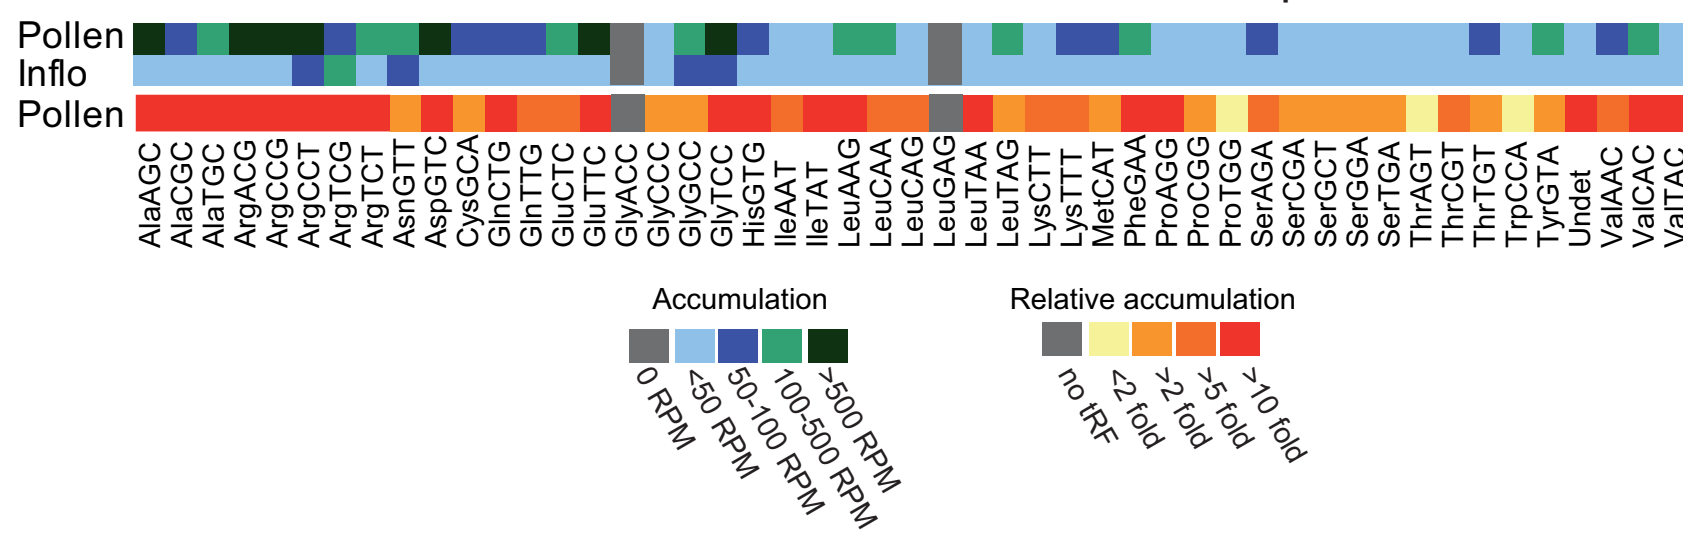 Pollen
Inflo
Pollen
AlaAGC
AlaCGC
AlaTGC
ArgACG
ArgCCG
ArgCCT
ArgTCG
ArgTCT
AsnGTT
AspGTC
CysGCA
GlnCTG
GlnTTG
GluCTC
GluTTC
GlyACC
GlyCCC
GlyGCC
GlyTCC
HisGTG
IleAAT
IleTAT
LeuAAG
LeuCAA
LeuCAG
LeuGAG
LeuTAA
LeuTAG
LysCTT
LysTTT
MetCAT
PheGAA
ProAGG
ProCGG
ProTGG
SerAGA
SerCGA
SerGCT
SerGGA
SerTGA
ThrAGT
ThrCGT
ThrTGT
TrpCCA
TyrGTA
Undet
ValAAC
ValCAC
ValTAC
Accumulation
0 RPM
<50 RPM
50-100 RPM
100-500 RPM
>500 RPM
Relative accumulation
no tRF
<2 fold
>2 fold
>5 fold
>10 fold